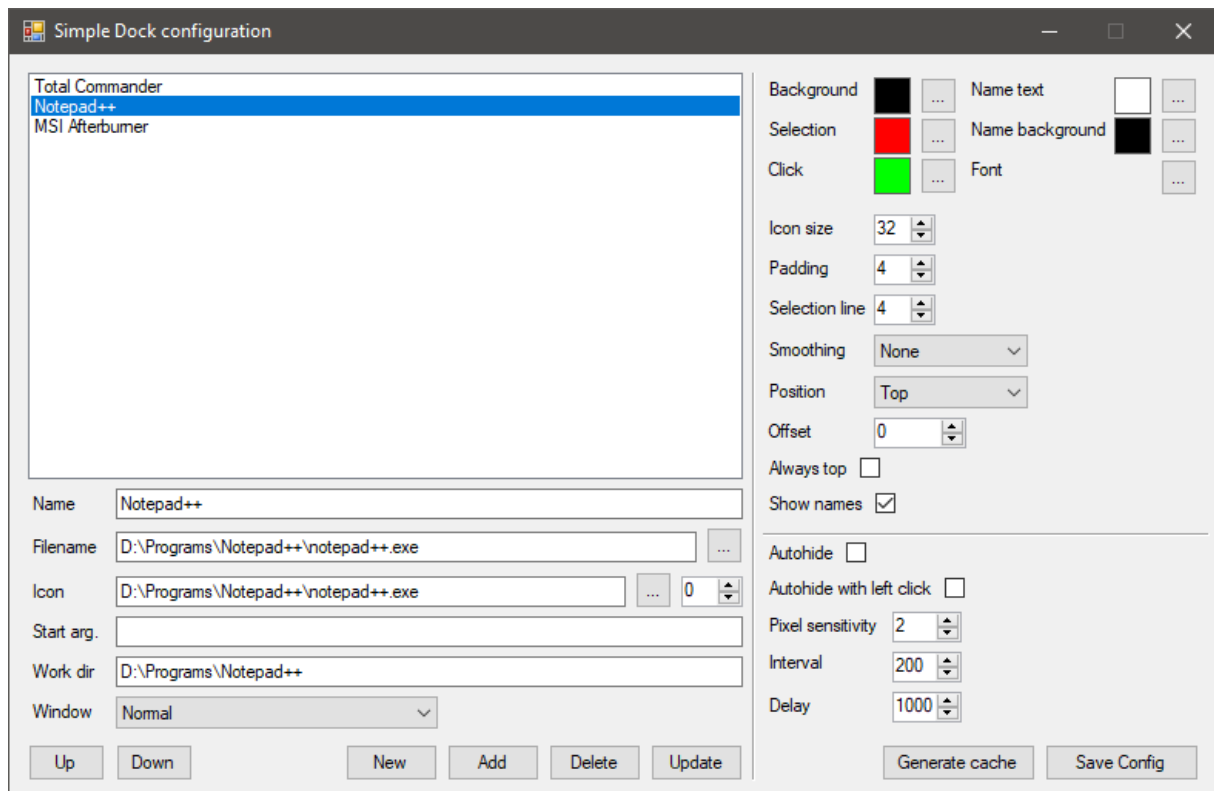 Simple Dock configuration
Total Commander
Notepad++
MSI Afterburner
Name Notepad++
Filename D:\Programs\Notepad++\notepad++.exe ...
Icon D:\Programs\Notepad++\notepad++.exe ... 0
Start arg.
Work dir D:\Programs\Notepad++
Window Normal
Up Down New Add Delete Update
Background ... Name text ...
Selection ... Name background ...
Click ... Font ...
Icon size 32
Padding 4
Selection line 4
Smoothing None
Position Top
Offset 0
Always top
Show names
Autohide
Autohide with left click
Pixel sensitivity 2
Interval 200
Delay 1000
Generate cache Save Config